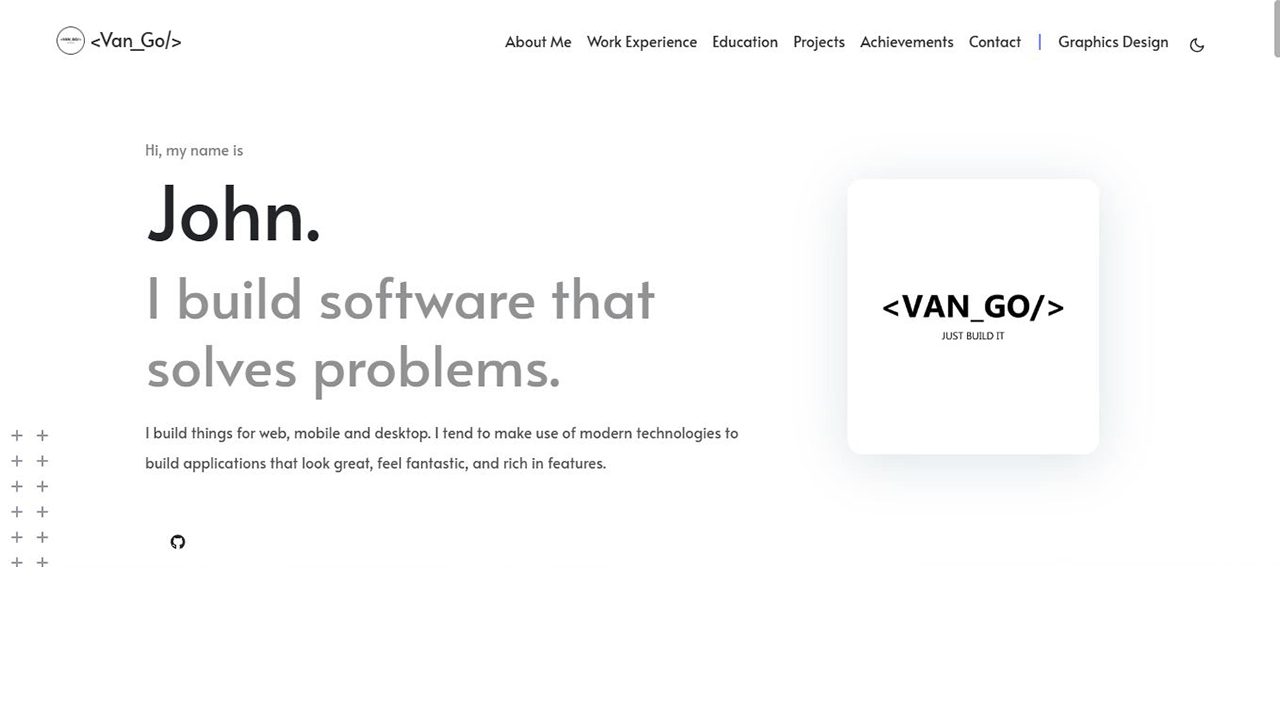 <Van_Go/>
About Me Work Experience Education Projects Achievements Contact | Graphics Design
Hi, my name is
John.
I build software that
solves problems.
I build things for web, mobile and desktop. I tend to make use of modern technologies to
build applications that look great, feel fantastic, and rich in features.
<VAN_GO/>
JUST BUILD IT